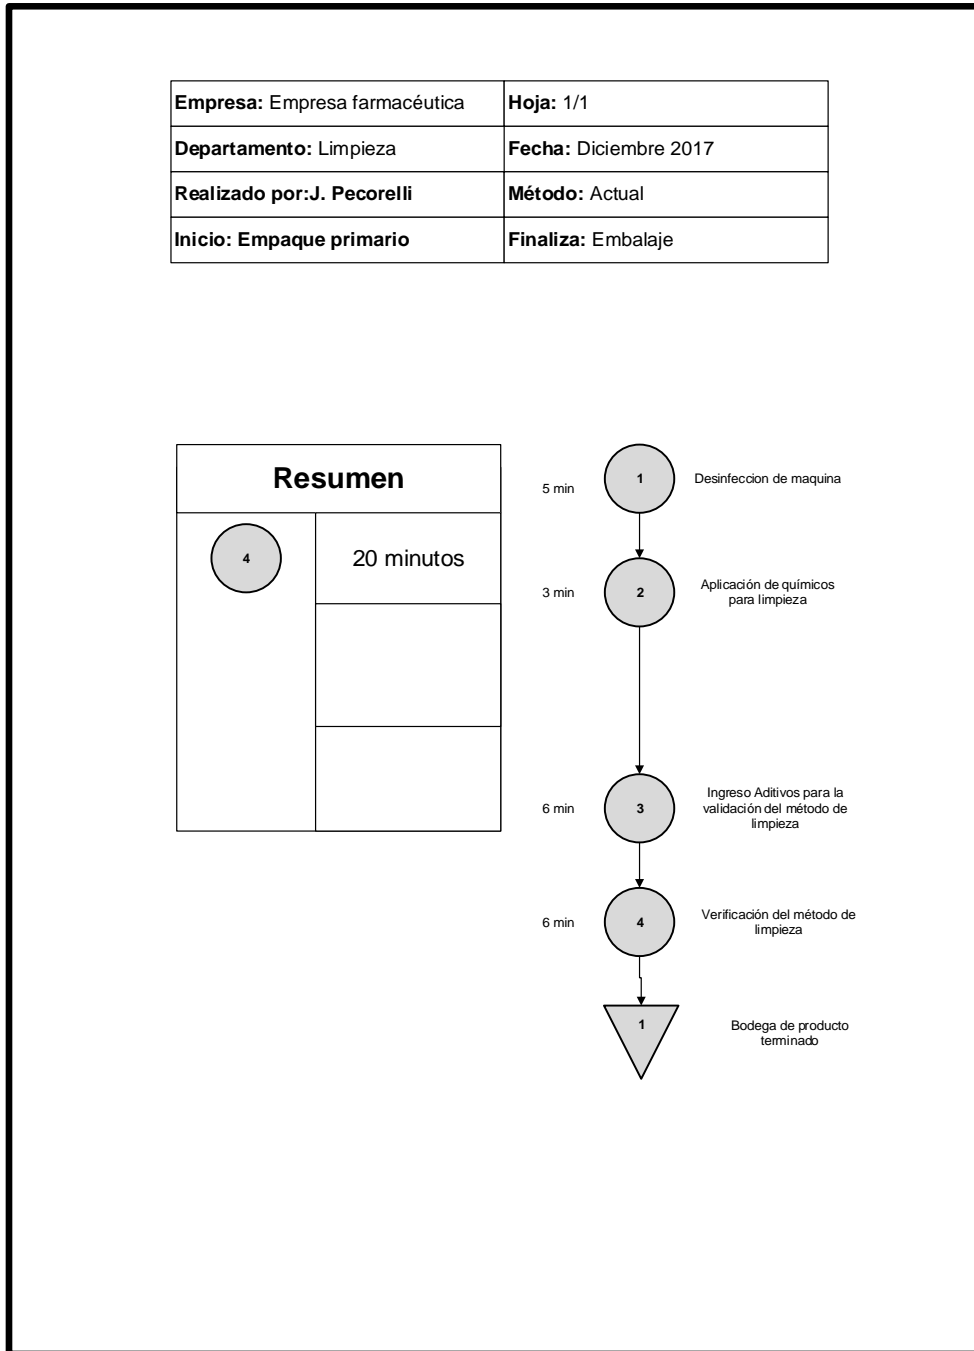 Empresa: Empresa farmacéutica
Hoja: 1/1
Departamento: Limpieza
Fecha: Diciembre 2017
Realizado por:J. Pecorelli
Método: Actual
Inicio: Empaque primario
Finaliza: Embalaje
Resumen
4
20 minutos
5 min
1
Desinfeccion de maquina
3 min
2
Aplicación de químicos
para limpieza
6 min
3
Ingreso Aditivos para la
validación del método de
limpieza
6 min
4
Verificación del método de
limpieza
1
Bodega de producto
terminado